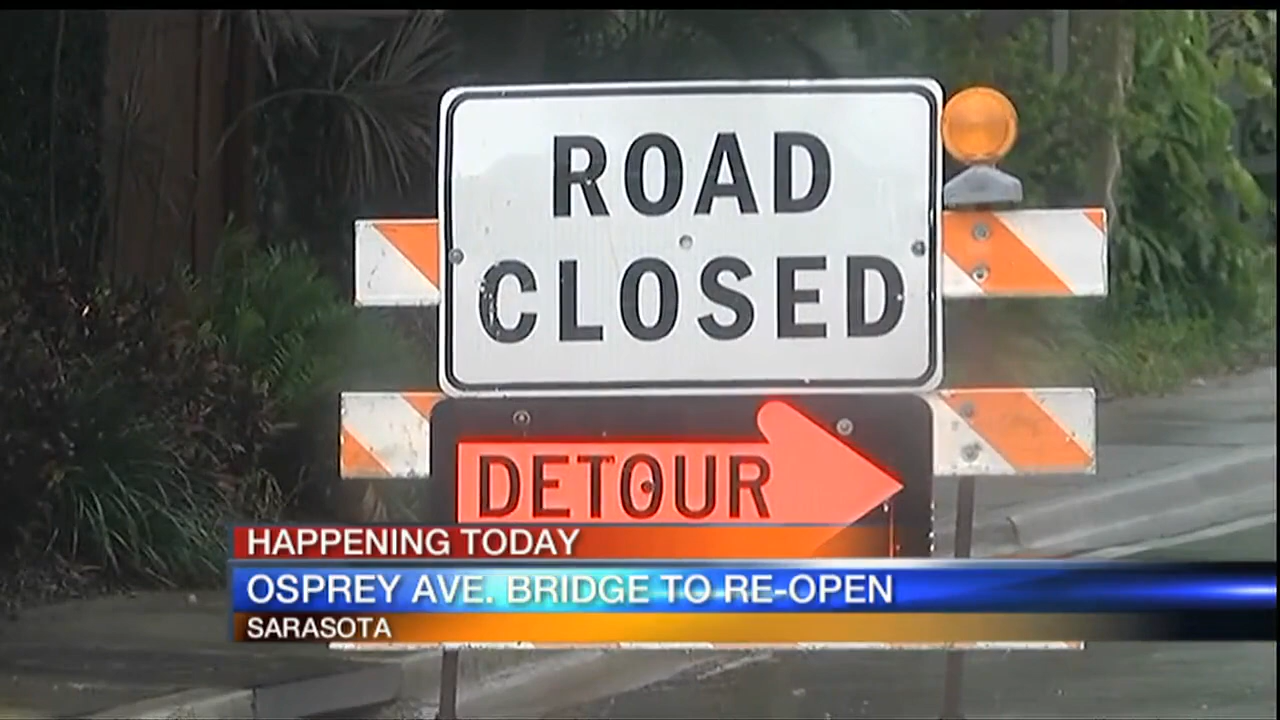 ROAD
CLOSED
DETOUR
HAPPENING TODAY
OSPREY AVE. BRIDGE TO RE-OPEN
SARASOTA